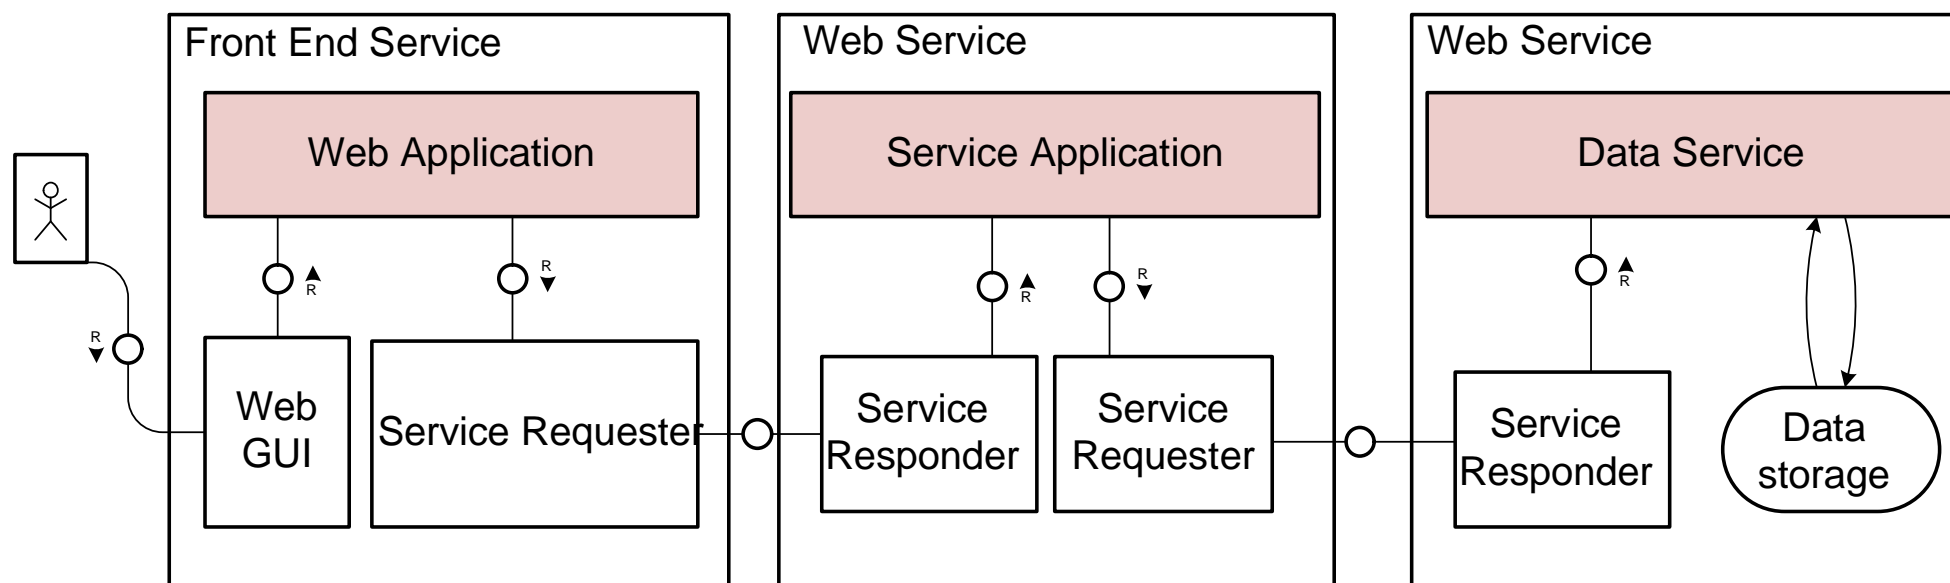 Front End Service
Web Service
Web Service
Web Application
Service Application
Data Service
R
R
R
R
R
R
R
Web
GUI
Service Requester
Service
Responder
Service
Requester
Service
Responder
Data
storage